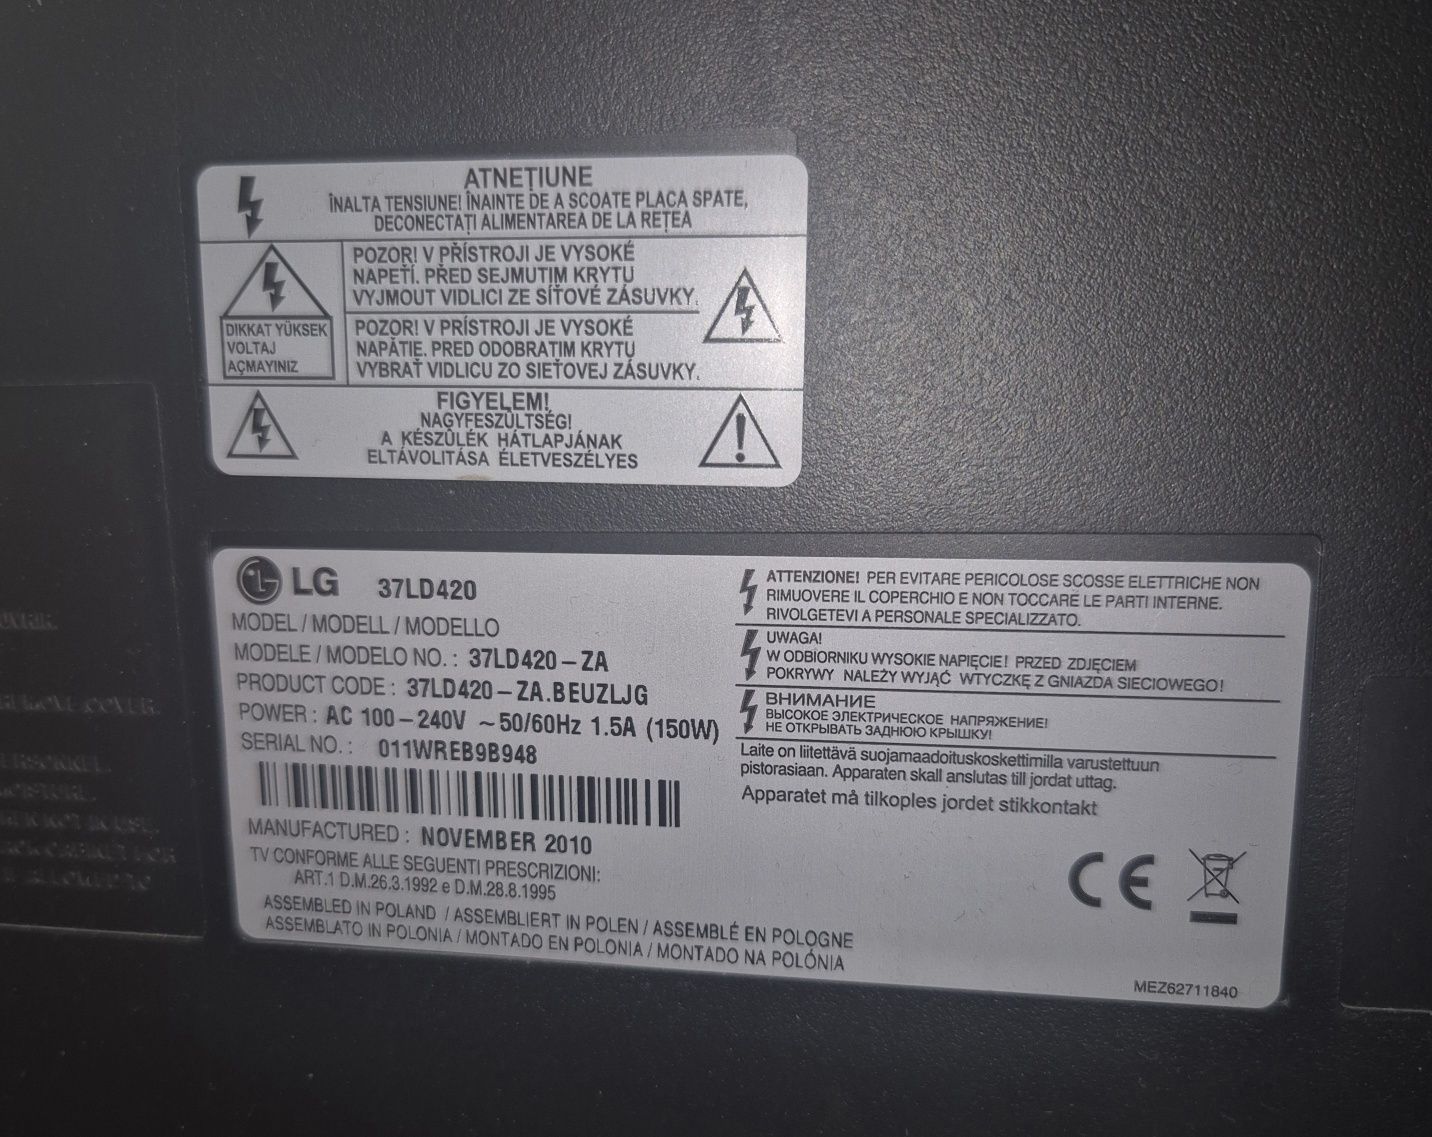 ATNEȚIUNE
ÎNALTA TENSIUNE! ÎNAINTE DE A SCOATE PLACA SPATE,
DECONECTAȚI ALIMENTAREA DE LA REȚEA
POZOR! V PŘÍSTROJI JE VYSOKÉ
NAPETÍ. PŘED SEJMUTIM KRYTU
VYJMOUT VIDLICI ZE SÍŤOVÉ ZÁSUVKY.
DIKKAT YÜKSEK
VOLTAJ
AÇMAYINIZ
POZOR! V PRÍSTROJI JE VYSOKÉ
NAPÄTIE. PRED ODOBRATIM KRYTU
VYBRAŤ VIDLICU ZO SIEŤOVEJ ZÁSUVKY.
FIGYELEM!
NAGYFESZÜLTSÉG!
A KÉSZÜLÉK HÁTLAPJÁNAK
ELTÁVOLITÁSA ÉLETVESZÉLYES
LG 37LD420
MODEL / MODELL / MODELLO
MODELE / MODELO NO. : 37LD420-ZA
PRODUCT CODE : 37LD420-ZA.BEUZLJG
POWER : AC 100-240V ~50/60Hz 1.5A (150W)
SERIAL NO. : 011WREB9B948
MANUFACTURED : NOVEMBER 2010
TV CONFORME ALLE SEGUENTI PRESCRIZIONI:
ART.1 D.M.26.3.1992 e D.M.28.8.1995
ASSEMBLED IN POLAND / ASSEMBLIERT IN POLEN / ASSEMBLÉ EN POLOGNE
ASSEMBLATO IN POLONIA / MONTADO EN POLONIA / MONTADO NA POLÓNIA
ATTENZIONE! PER EVITARE PERICOLOSE SCOSSE ELETTRICHE NON
RIMUOVERE IL COPERCHIO E NON TOCCARE LE PARTI INTERNE.
RIVOLGETEVI A PERSONALE SPECIALIZZATO.
UWAGA!
W ODBIORNIKU WYSOKIE NAPIĘCIE! PRZED ZDJĘCIEM
POKRYWY NALEŻY WYJĄĆ WTYCZKĘ Z GNIAZDA SIECIOWEGO!
ВНИМАНИЕ
ВЫСОКОЕ ЭЛЕКТРИЧЕСКОЕ НАПРЯЖЕНИЕ!
НЕ ОТКРЫВАТЬ ЗАДНЮЮ КРЫШКУ!
Laite on liitettävä suojamaadoituskoskettimilla varustettuun
pistorasiaan. Apparaten skall anslutas till jordat uttag.
Apparatet må tilkoples jordet stikkontakt
CE
MEZ62711840
REMOVE COVER.